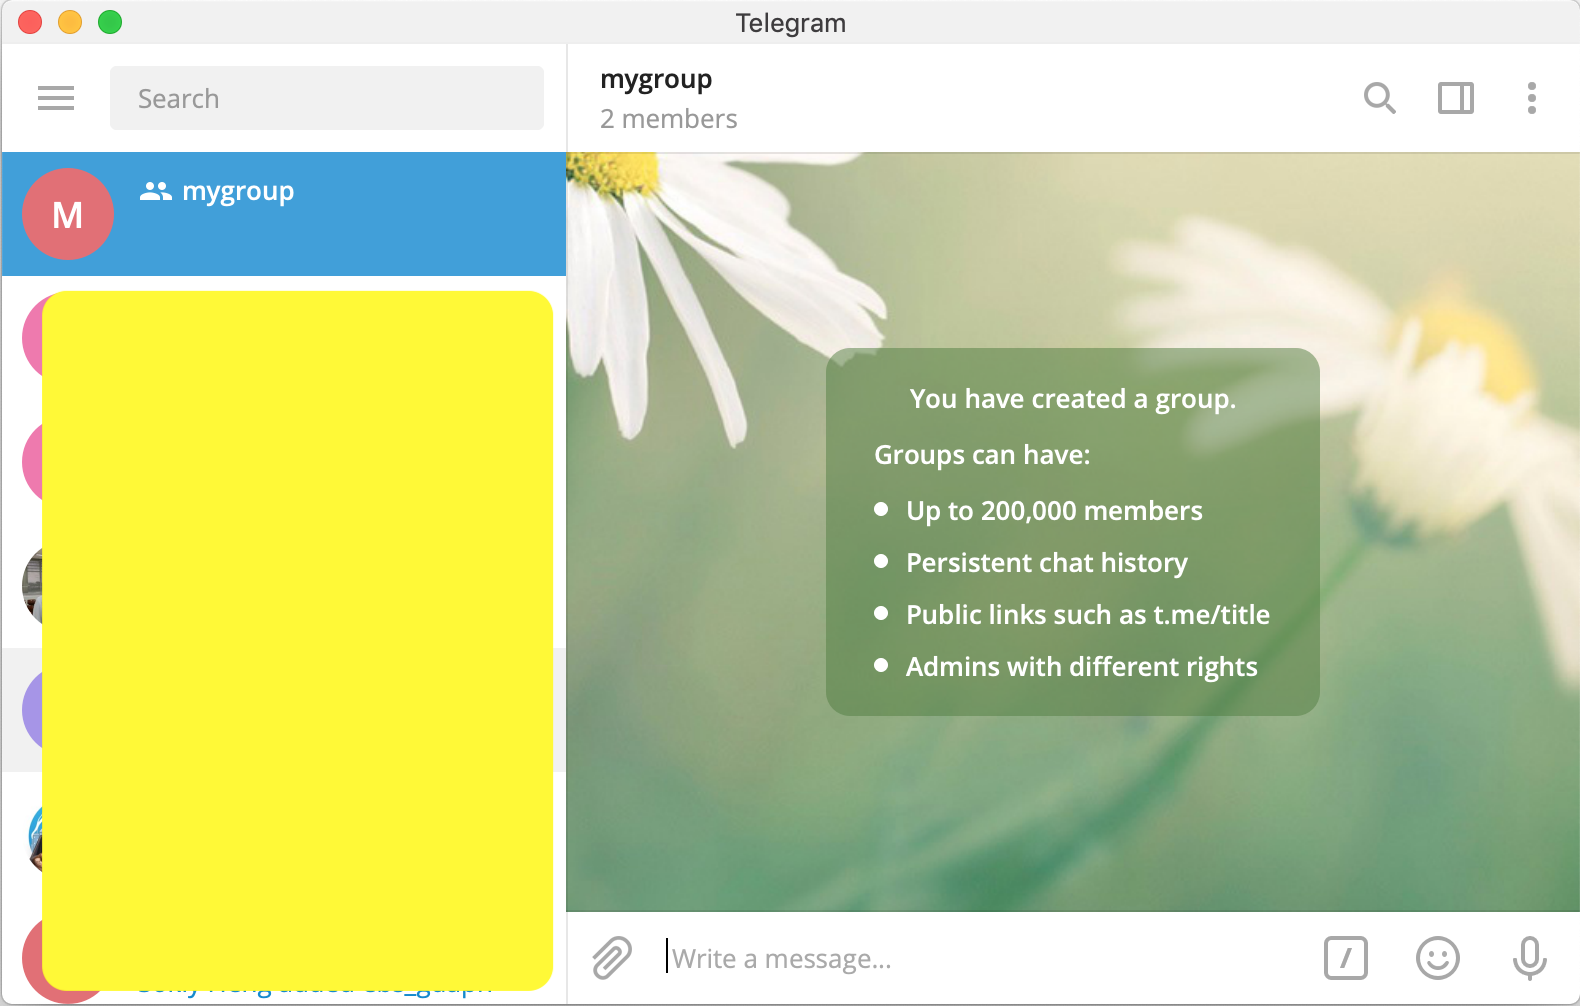 Telegram
Search
mygroup
2 members
M
mygroup
You have created a group.
Groups can have:
Up to 200,000 members
Persistent chat history
Public links such as t.me/title
Admins with different rights
Write a message...
/